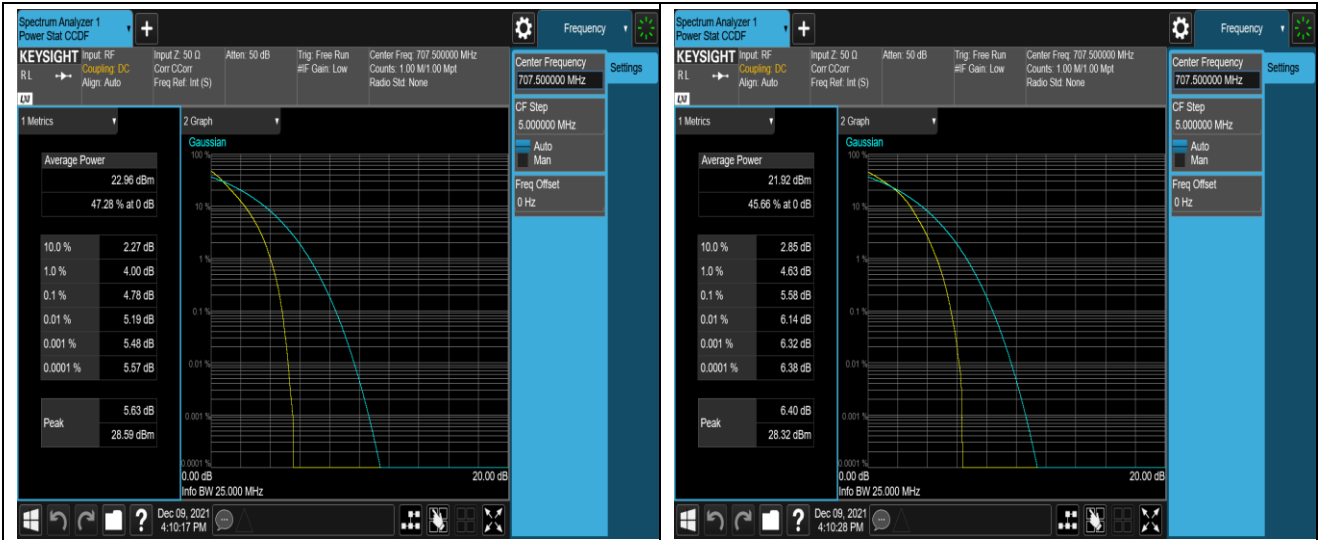 Spectrum Analyzer 1
Power Stat CCDF
Frequency
KEYSIGHT
Input: RF
Coupling: DC
Align: Auto
Input Z: 50 Ω
Corr CCorr
Freq Ref: Int (S)
Atten: 50 dB
Trig: Free Run
#IF Gain: Low
Center Freq: 707.500000 MHz
Counts: 1.00 M/1.00 Mpt
Radio Std: None
RL
LXI
Center Frequency
707.500000 MHz
Settings
CF Step
5.000000 MHz
Auto
Man
Freq Offset
0 Hz
1 Metrics
2 Graph
Average Power
22.96 dBm
47.28 % at 0 dB
10.0 % 2.27 dB
1.0 % 4.00 dB
0.1 % 4.78 dB
0.01 % 5.19 dB
0.001 % 5.48 dB
0.0001 % 5.57 dB
Peak
5.63 dB
28.59 dBm
Gaussian
100 %
10 %
1 %
0.1 %
0.01 %
0.001 %
0.0001 %
0.00 dB 20.00 dB
Info BW 25.000 MHz
Dec 09, 2021
4:10:17 PM
Spectrum Analyzer 1
Power Stat CCDF
Frequency
KEYSIGHT
Input: RF
Coupling: DC
Align: Auto
Input Z: 50 Ω
Corr CCorr
Freq Ref: Int (S)
Atten: 50 dB
Trig: Free Run
#IF Gain: Low
Center Freq: 707.500000 MHz
Counts: 1.00 M/1.00 Mpt
Radio Std: None
RL
LXI
Center Frequency
707.500000 MHz
Settings
CF Step
5.000000 MHz
Auto
Man
Freq Offset
0 Hz
1 Metrics
2 Graph
Average Power
21.92 dBm
45.66 % at 0 dB
10.0 % 2.85 dB
1.0 % 4.63 dB
0.1 % 5.58 dB
0.01 % 6.14 dB
0.001 % 6.32 dB
0.0001 % 6.38 dB
Peak
6.40 dB
28.32 dBm
Gaussian
100 %
10 %
1 %
0.1 %
0.01 %
0.001 %
0.0001 %
0.00 dB 20.00 dB
Info BW 25.000 MHz
Dec 09, 2021
4:10:28 PM